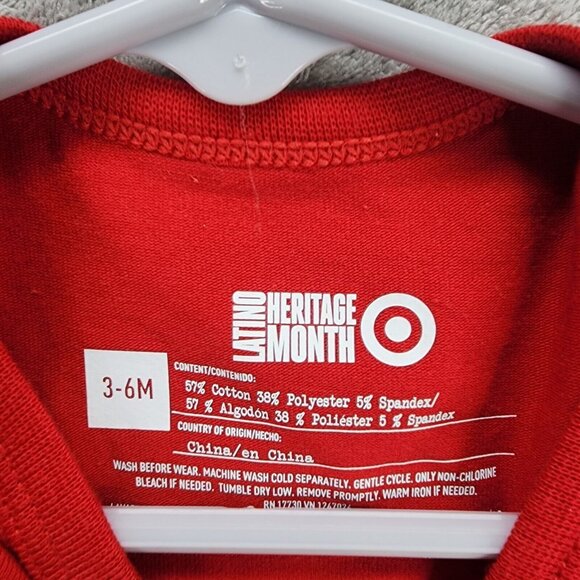 LATINO
HERITAGE
MONTH
3-6M
CONTENT/CONTENIDO:
57% Cotton 38% Polyester 5% Spandex/
57 % Algodón 38 % Poliéster 5 % Spandex
COUNTRY OF ORIGIN/HECHO:
China/en China
WASH BEFORE WEAR. MACHINE WASH COLD SEPARATELY, GENTLE CYCLE. ONLY NON-CHLORINE
BLEACH IF NEEDED. TUMBLE DRY LOW. REMOVE PROMPTLY. WARM IRON IF NEEDED.
RN 17730 VN 1267024